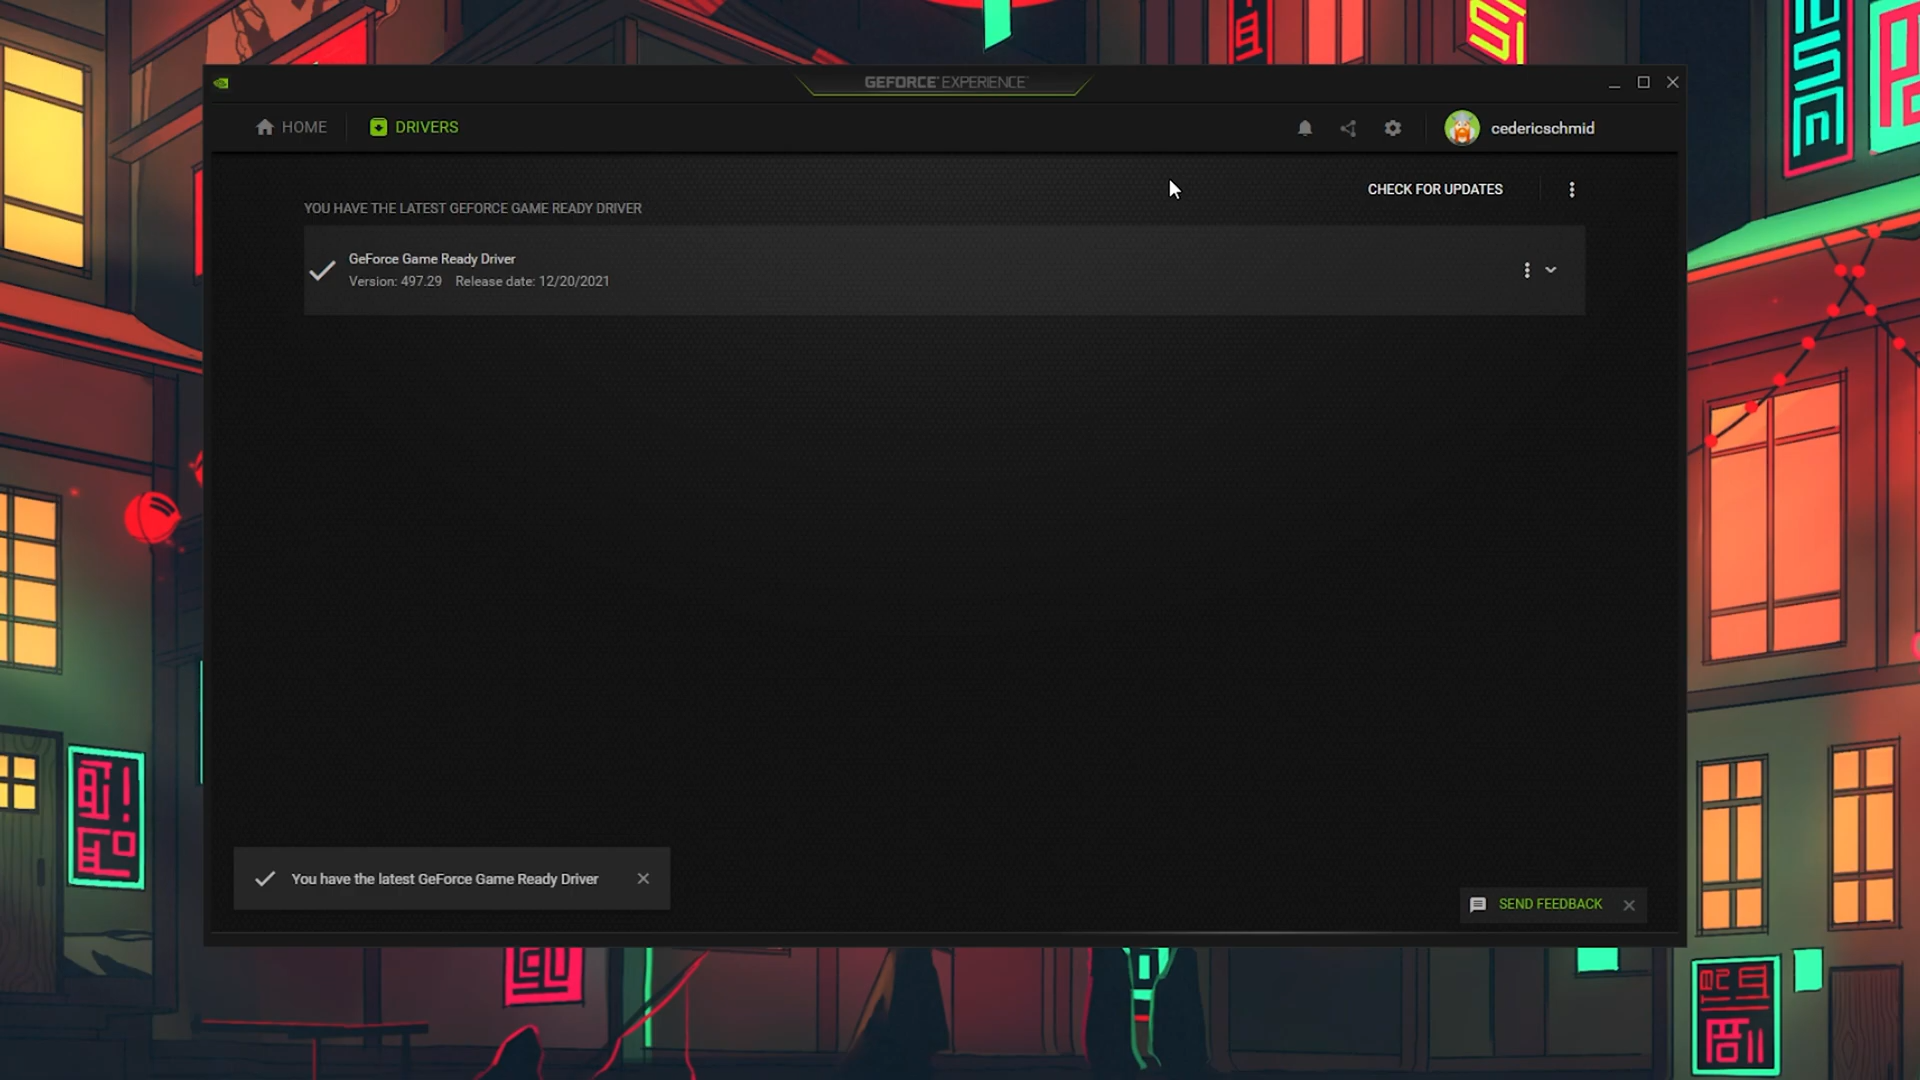 GEFORCE EXPERIENCE
HOME
DRIVERS
cedericschmid
CHECK FOR UPDATES
YOU HAVE THE LATEST GEFORCE GAME READY DRIVER
GeForce Game Ready Driver
Version: 497.29 Release date: 12/20/2021
You have the latest GeForce Game Ready Driver
SEND FEEDBACK